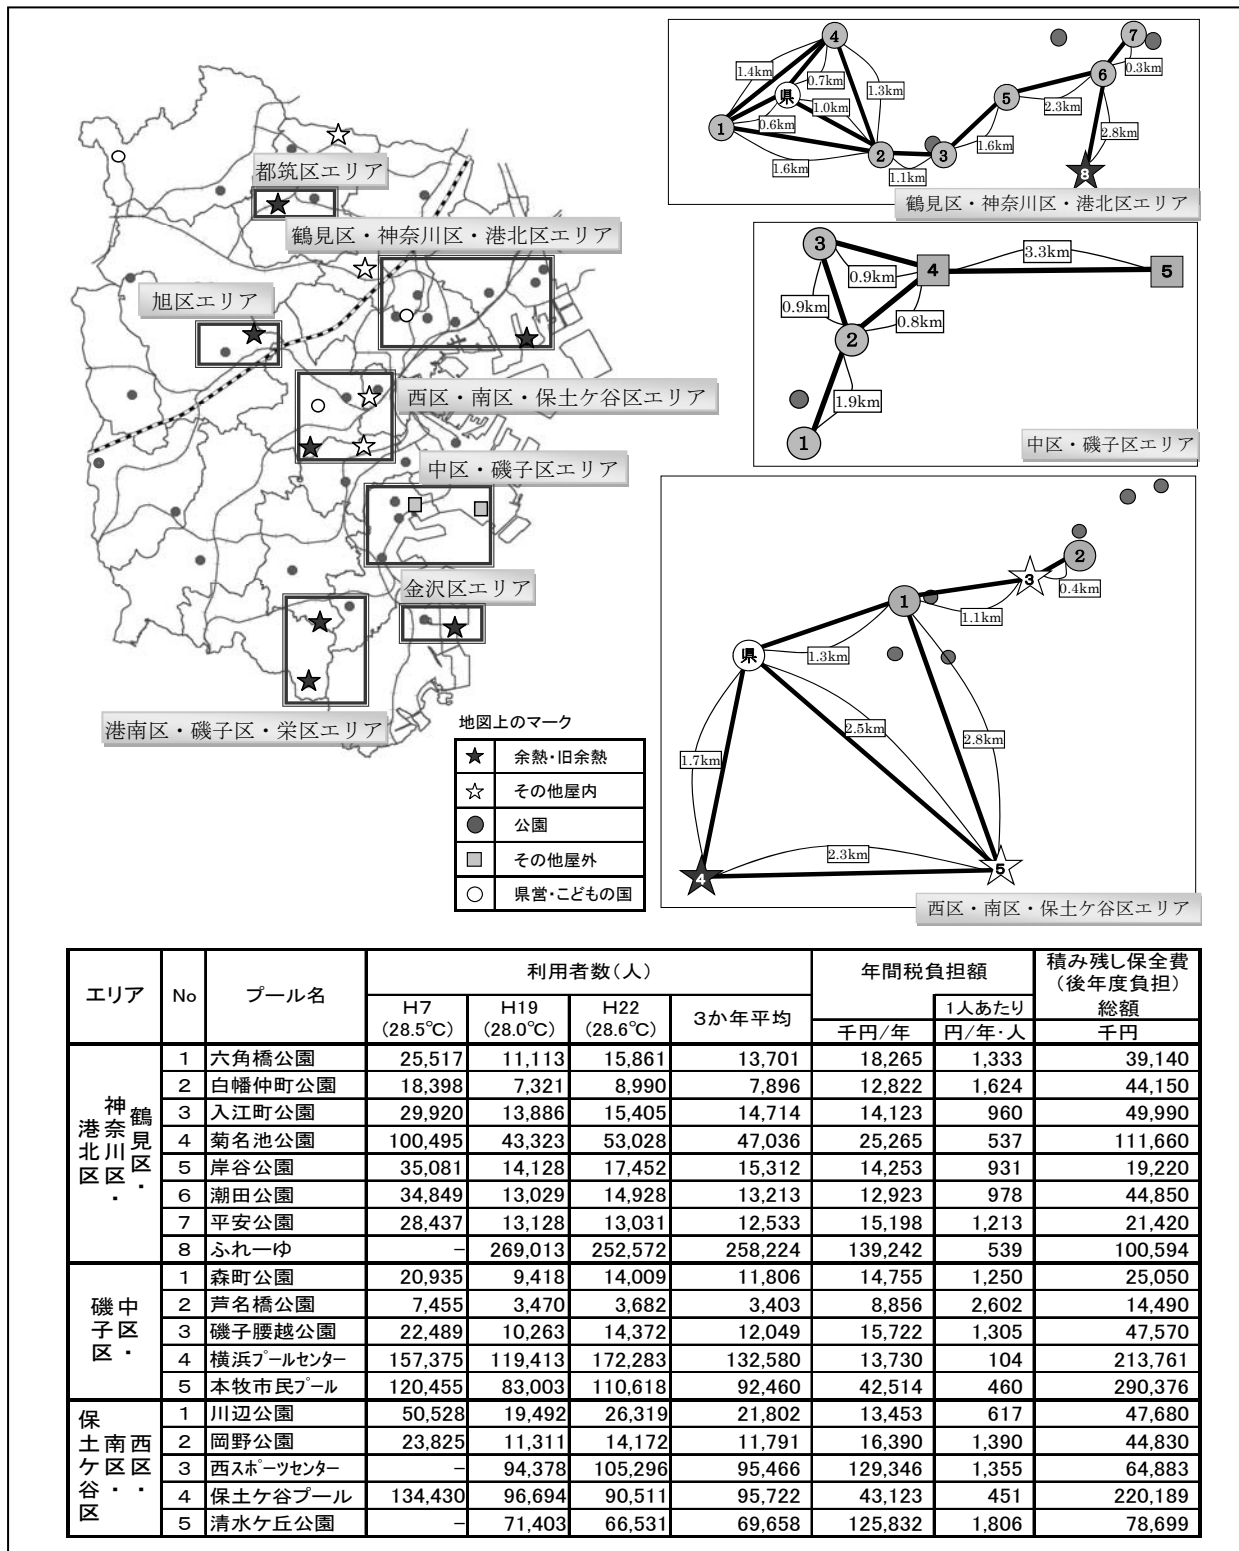 都筑区エリア
鶴見区・神奈川区・港北区エリア
旭区エリア
西区・南区・保土ケ谷区エリア
中区・磯子区エリア
金沢区エリア
港南区・磯子区・栄区エリア
地図上のマーク
★ 余熱・旧余熱
☆ その他屋内
● 公園
■ その他屋外
○ 県営・こどもの国
4
7
1.4km
0.7km
6
0.3km
県
1.3km
5
2.3km
1.0km
1
0.6km
2
3
1.6km
2.8km
1.6km
1.1km
8
鶴見区・神奈川区・港北区エリア
3
3.3km
4
5
0.9km
0.9km
0.8km
2
1.9km
1
中区・磯子区エリア
2
3
0.4km
1
1.1km
県
1.3km
2.5km
2.8km
1.7km
2.3km
4
5
西区・南区・保土ケ谷区エリア
エリア No プール名 利用者数(人) 年間税負担額 積み残し保全費
（後年度負担）
総額
H7 H19 H22 3か年平均 1人あたり
(28.5℃) (28.0℃) (28.6℃) 千円/年 円/年・人 千円
鶴見区・神奈川区・港北区
1 六角橋公園 25,517 11,113 15,861 13,701 18,265 1,333 39,140
2 白幡仲町公園 18,398 7,321 8,990 7,896 12,822 1,624 44,150
3 入江町公園 29,920 13,886 15,405 14,714 14,123 960 49,990
4 菊名池公園 100,495 43,323 53,028 47,036 25,265 537 111,660
5 岸谷公園 35,081 14,128 17,452 15,312 14,253 931 19,220
6 潮田公園 34,849 13,029 14,928 13,213 12,923 978 44,850
7 平安公園 28,437 13,128 13,031 12,533 15,198 1,213 21,420
8 ふれーゆ － 269,013 252,572 258,224 139,242 539 100,594
中区・磯子区
1 森町公園 20,935 9,418 14,009 11,806 14,755 1,250 25,050
2 芦名橋公園 7,455 3,470 3,682 3,403 8,856 2,602 14,490
3 磯子腰越公園 22,489 10,263 14,372 12,049 15,722 1,305 47,570
4 横浜プールセンター 157,375 119,413 172,283 132,580 13,730 104 213,761
5 本牧市民プール 120,455 83,003 110,618 92,460 42,514 460 290,376
西区・南区・保土ケ谷区
1 川辺公園 50,528 19,492 26,319 21,802 13,453 617 47,680
2 岡野公園 23,825 11,311 14,172 11,791 16,390 1,390 44,830
3 西スポーツセンター － 94,378 105,296 95,466 129,346 1,355 64,883
4 保土ケ谷プール 134,430 96,694 90,511 95,722 43,123 451 220,189
5 清水ケ丘公園 － 71,403 66,531 69,658 125,832 1,806 78,699